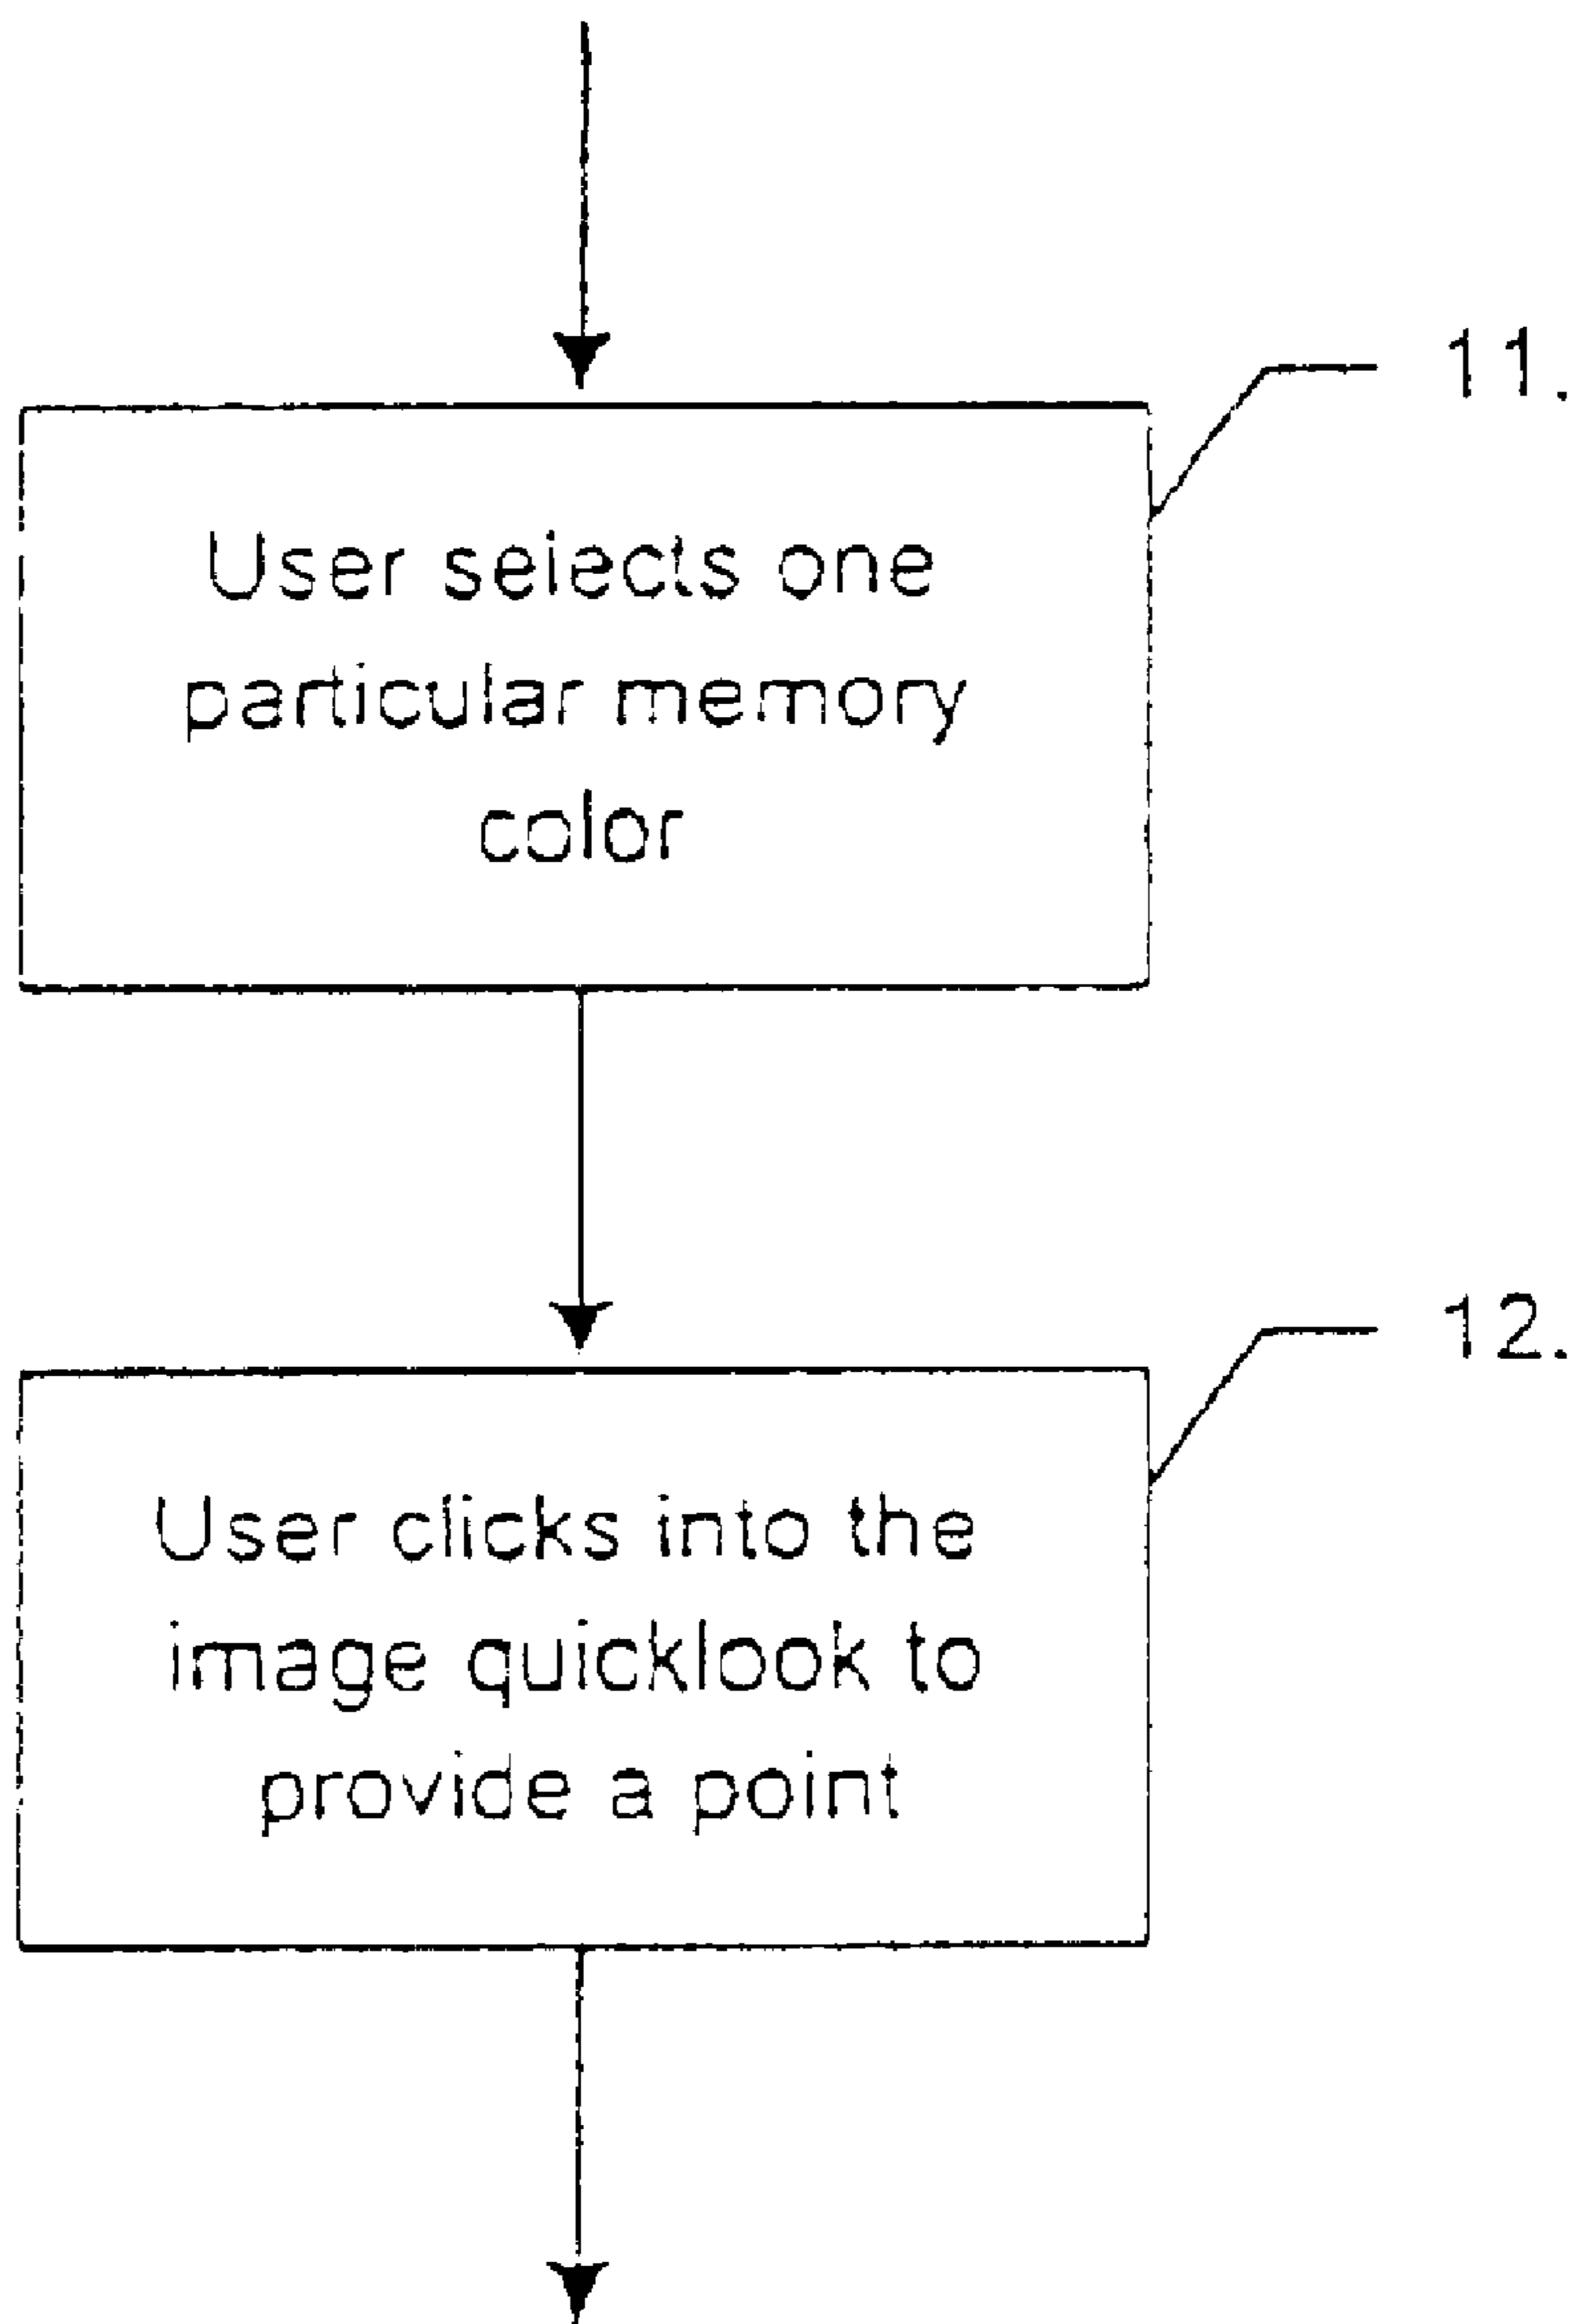 11.
User selects one
particular memory
color
12.
User clicks into the
image quicklook to
provide a point